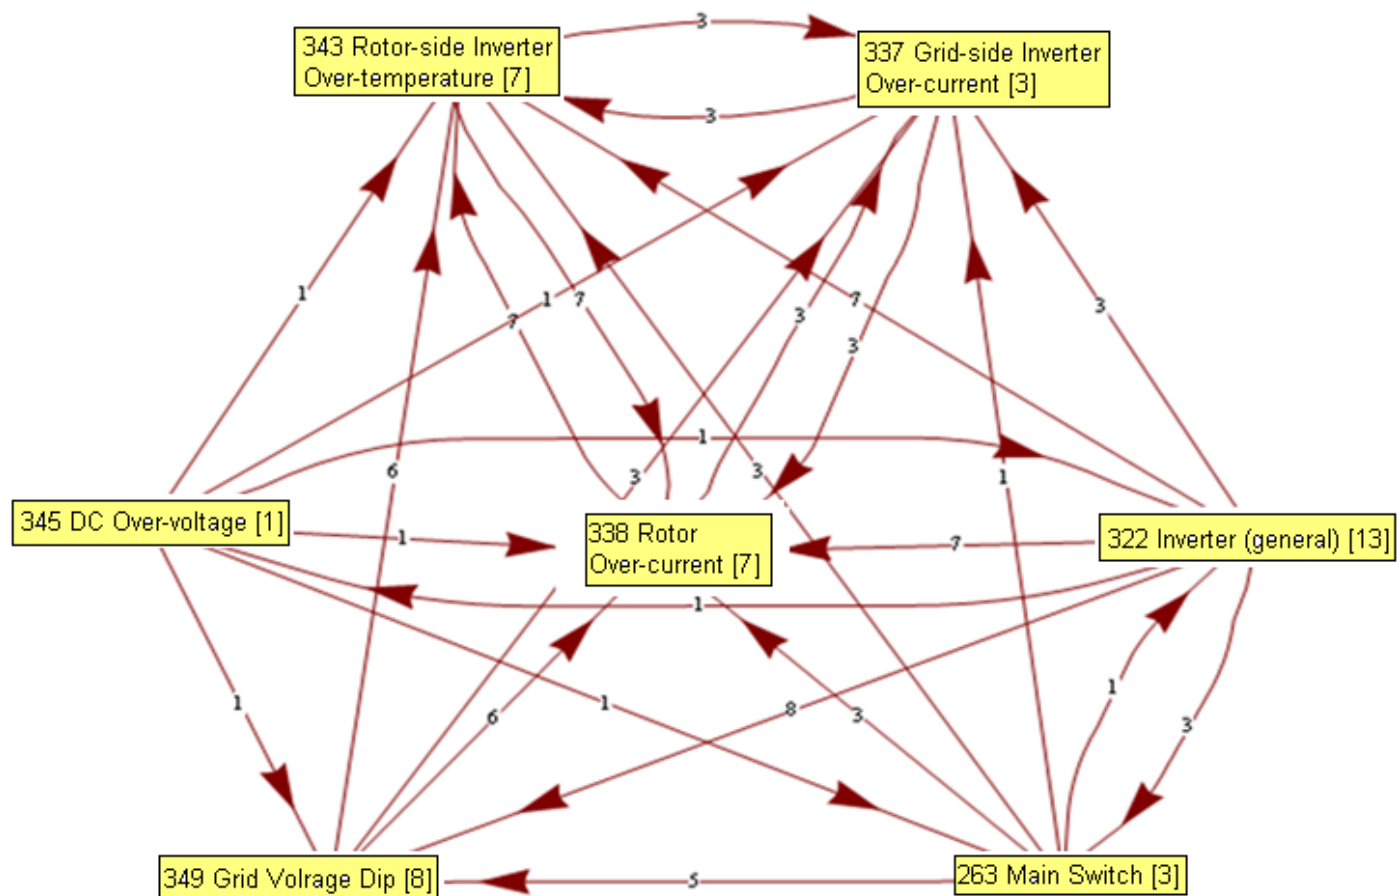 3
343 Rotor-side Inverter
Over-temperature [7]
337 Grid-side Inverter
Over-current [3]
3
1
1
7
7
3
7
3
3
1
6
3
3
1
345 DC Over-voltage [1]
1
338 Rotor
Over-current [7]
7
322 Inverter (general) [13]
1
1
1
6
1
8
3
1
3
349 Grid Volrage Dip [8]
5
263 Main Switch [3]